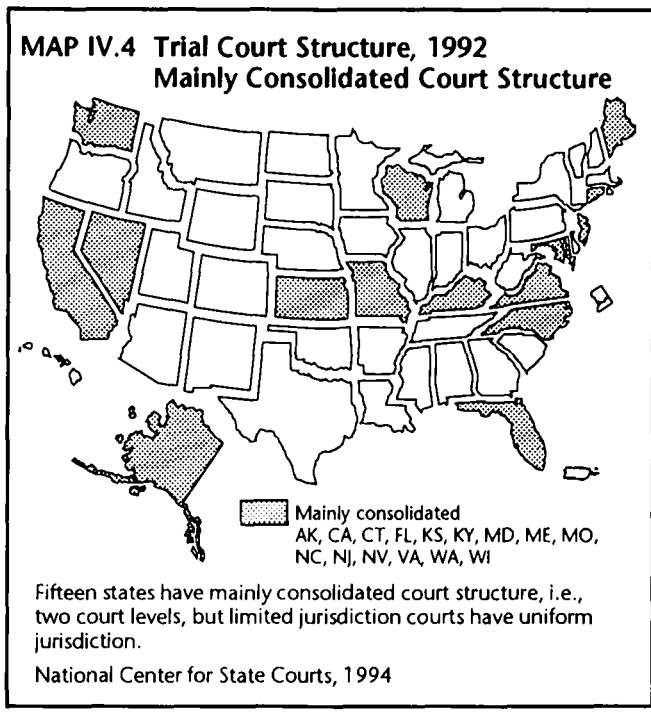 MAP IV.4 Trial Court Structure, 1992
Mainly Consolidated Court Structure
Mainly consolidated
AK, CA, CT, FL, KS, KY, MD, ME, MO,
NC, NJ, NV, VA, WA, WI
Fifteen states have mainly consolidated court structure, i.e.,
two court levels, but limited jurisdiction courts have uniform
jurisdiction.
National Center for State Courts, 1994